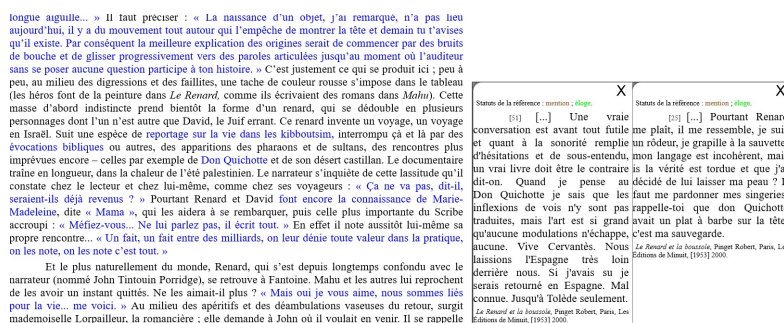 longue aiguille... » Il faut préciser : « La naissance d'un objet, j'ai remarqué, n'a pas lieu
aujourd'hui, il y a du mouvement tout autour qui l'empêche de montrer la tête et demain tu t'avises
qu'il existe. Par conséquent la meilleure explication des origines serait de commencer par des bruits
de bouche et de glisser progressivement vers des paroles articulées jusqu'au moment où l'auditeur
sans se poser aucune question participe à ton histoire. » C'est justement ce qui se produit ici ; peu à
peu, au milieu des digressions et des faillites, une tache de couleur rousse s'impose dans le tableau
(les héros font de la peinture dans Le Renard, comme ils écrivaient des romans dans Mahu). Cette
masse d'abord indistincte prend bientôt la forme d'un renard, qui se dédouble en plusieurs
personnages dont l'un n'est autre que David, le Juif errant. Ce renard invente un voyage, un voyage
en Israël. Suit une espèce de reportage sur la vie dans les kibboutsim, interrompu çà et là par des
évocations bibliques ou autres, des apparitions des pharaons et de sultans, des rencontres plus
imprévues encore – celles par exemple de Don Quichotte et de son désert castillan. Le documentaire
traîne en longueur, dans la chaleur de l'été palestinien. Le narrateur s'inquiète de cette lassitude qu'il
constate chez le lecteur et chez lui-même, comme chez ses voyageurs : « Ça ne va pas, dit-il,
seraient-ils déjà revenus ? » Pourtant Renard et David font encore la connaissance de Marie-
Madeleine, dite « Mama », qui les aidera à se rembarquer, puis celle plus importante du Scribe
accroupi : « Méfiez-vous... Ne lui parlez pas, il écrit tout. » En effet il note aussitôt lui-même sa
propre rencontre... « Un fait, un fait entre des milliards, on leur dénie toute valeur dans la pratique,
on les note, on les note c'est tout. »
Et le plus naturellement du monde, Renard, qui s'est depuis longtemps confondu avec le
narrateur (nommé John Tintouin Porridge), se retrouve à Fantoine. Mahu et les autres lui reprochent
de les avoir un instant quittés. Ne les aimait-il plus ? « Mais oui je vous aime, nous sommes liés
pour la vie... me voici. » Au milieu des apéritifs et des déambulations vaseuses du retour, surgit
mademoiselle Lorpailleur, la romancière ; elle demande à John où il voulait en venir. Il se rappelle
X
Statuts de la référence : mention ; éloge.
[51] [...] Une vraie
conversation est avant tout futile
et quant à la sonorité remplie
d'hésitations et de sous-entendu,
un vrai livre doit être le contraire
dit-on. Quand je pense au
Don Quichotte je sais que les
inflexions de voix n'y sont pas
traduites, mais l'art est si grand
qu'aucune modulations n'échappe,
aucune. Vive Cervantès. Nous
laissions l'Espagne très loin
derrière nous. Si j'avais su je
serais retourné en Espagne. Mal
connue. Jusqu'à Tolède seulement.
Le Renard et la boussole, Pinget Robert, Paris, Les
Éditions de Minuit, [1953] 2000.
X
Statuts de la référence : mention ; éloge.
[25] [...] Pourtant Renard
me plaît, il me ressemble, je suis
un rôdeur, je grapille à la sauvette
mon langage est incohérent, mais
si la vérité est tordue et que j'ai
décidé de lui laisser ma peau ? Il
faut me pardonner mes singeries
rappelle-toi que don Quichotte
avait un plat à barbe sur la tête
c'est ma sauvegarde.
Le Renard et la boussole, Pinget Robert, Paris, Les
Éditions de Minuit, [1953] 2000.